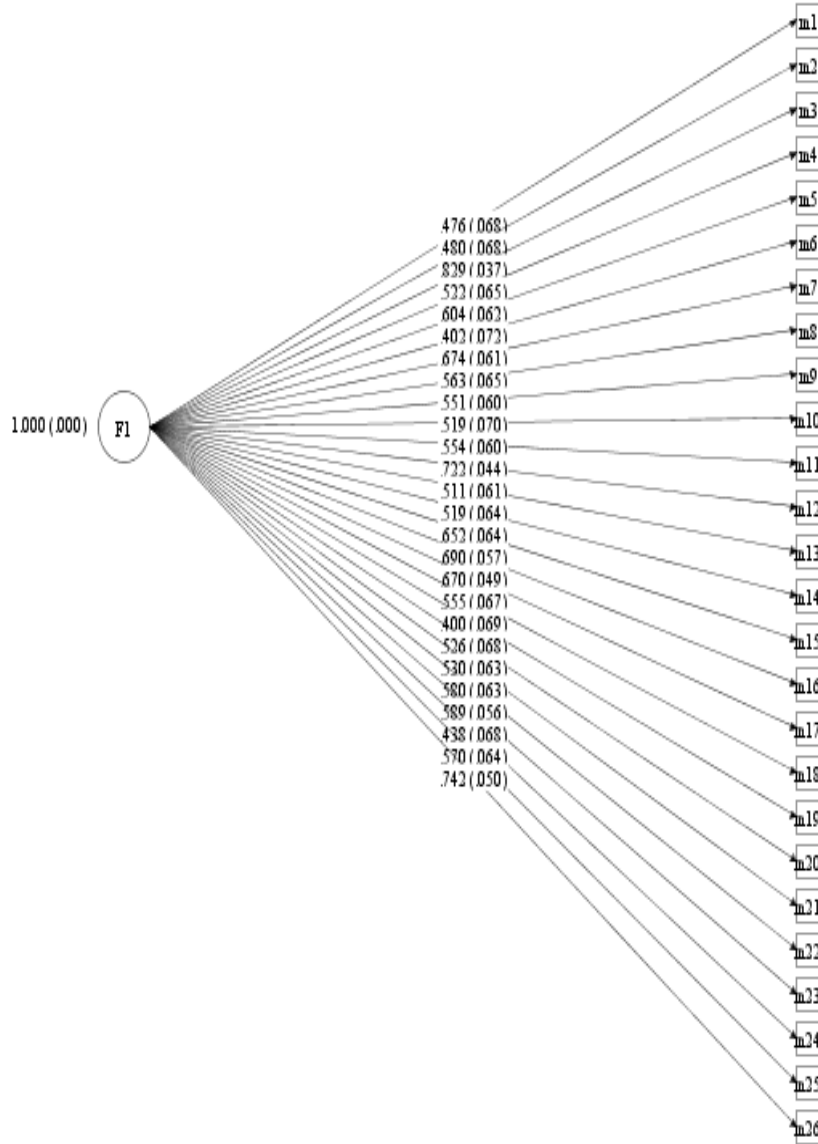 m1
m2
m3
m4
m5
m6
m7
m8
m9
m10
m11
m12
m13
m14
m15
m16
m17
m18
m19
m20
m21
m22
m23
m24
m25
m26
.476 (.068)
.480 (.068)
.829 (.037)
.522 (.065)
.604 (.062)
.402 (.072)
.674 (.061)
.563 (.065)
.551 (.060)
.519 (.070)
.554 (.060)
.722 (.044)
.511 (.061)
.519 (.064)
.652 (.064)
.690 (.057)
.670 (.049)
.555 (.067)
.400 (.069)
.526 (.068)
.530 (.063)
.580 (.063)
.589 (.056)
.438 (.068)
.570 (.064)
.742 (.050)
1.000 (.000)
F1